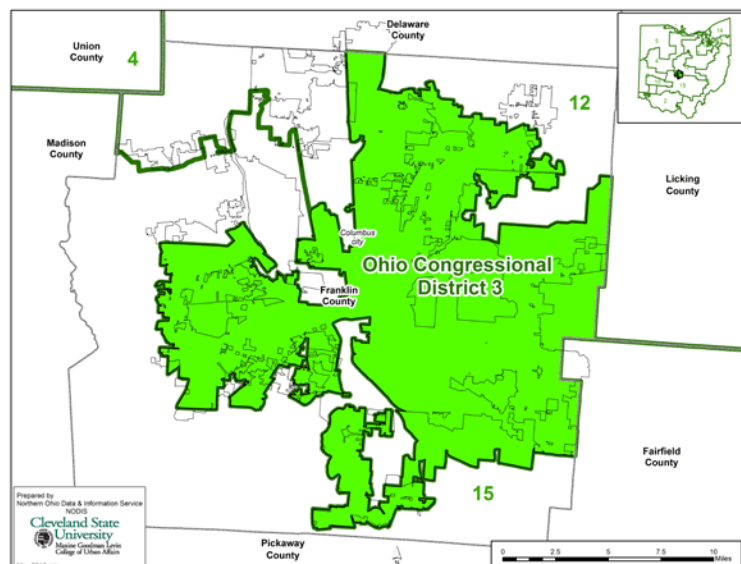 Delaware
County
Union
County
4
12
Madison
County
Licking
County
Columbus
city
Ohio Congressional
District 3
Franklin
County
Fairfield
County
15
Pickaway
County
Prepared by
Northern Ohio Data & Information Service
NODIS
Cleveland State
University
Maxine Goodman Levin
College of Urban Affairs
0 2.5 5 7.5 10
Miles